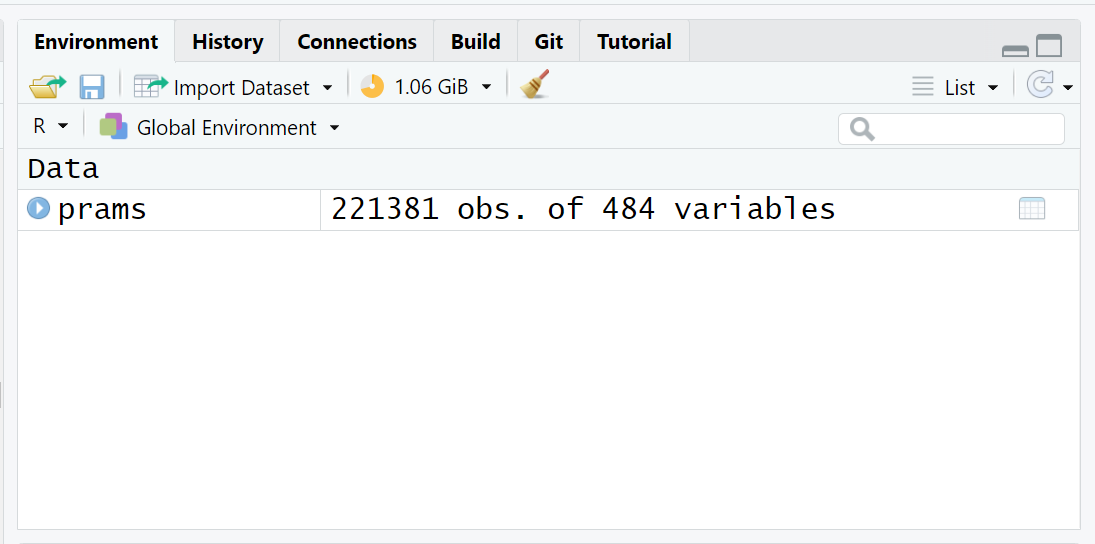 Environment History Connections Build Git Tutorial
Import Dataset 1.06 GiB List
R Global Environment
Data
prams 221381 obs. of 484 variables